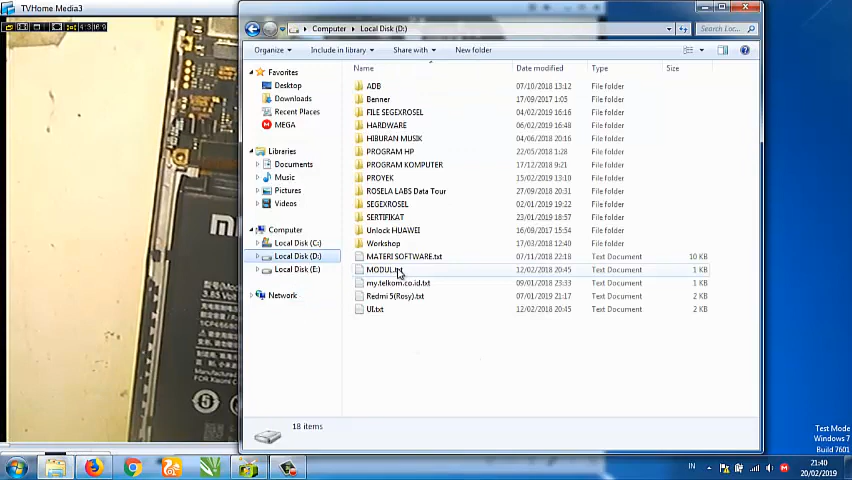 TVHome Media3
Computer ▸ Local Disk (D:)
Search Loc...
Organize
Include in library
Share with
New folder
Favorites
Desktop
Downloads
Recent Places
MEGA
Libraries
Documents
Music
Pictures
Videos
Computer
Local Disk (C:)
Local Disk (D:)
Local Disk (E:)
Network
Name Date modified Type Size
ADB 07/10/2018 13:12 File folder
Benner 17/09/2017 1:05 File folder
FILE SEGEXROSEL 04/02/2019 16:16 File folder
HARDWARE 06/02/2019 16:48 File folder
HIBURAN MUSIK 04/06/2018 20:16 File folder
PROGRAM HP 22/05/2018 1:28 File folder
PROGRAM KOMPUTER 17/12/2018 9:21 File folder
PROYEK 15/02/2019 13:10 File folder
ROSELA LABS Data Tour 27/09/2018 20:31 File folder
SEGEXROSEL 02/01/2019 19:22 File folder
SERTIFIKAT 23/01/2019 18:57 File folder
Unlock HUAWEI 16/09/2017 15:54 File folder
Workshop 17/03/2018 12:40 File folder
MATERI SOFTWARE.txt 07/11/2018 22:18 Text Document 10 KB
MODUL.txt 12/02/2018 20:45 Text Document 1 KB
my.telkom.co.id.txt 09/01/2018 23:33 Text Document 1 KB
Redmi 5(Rosy).txt 07/01/2019 21:17 Text Document 2 KB
UI.txt 12/02/2018 20:45 Text Document 2 KB
18 items
3.85 V
Test Mode
Windows 7
Build 7601
IN
21:40
20/02/2019